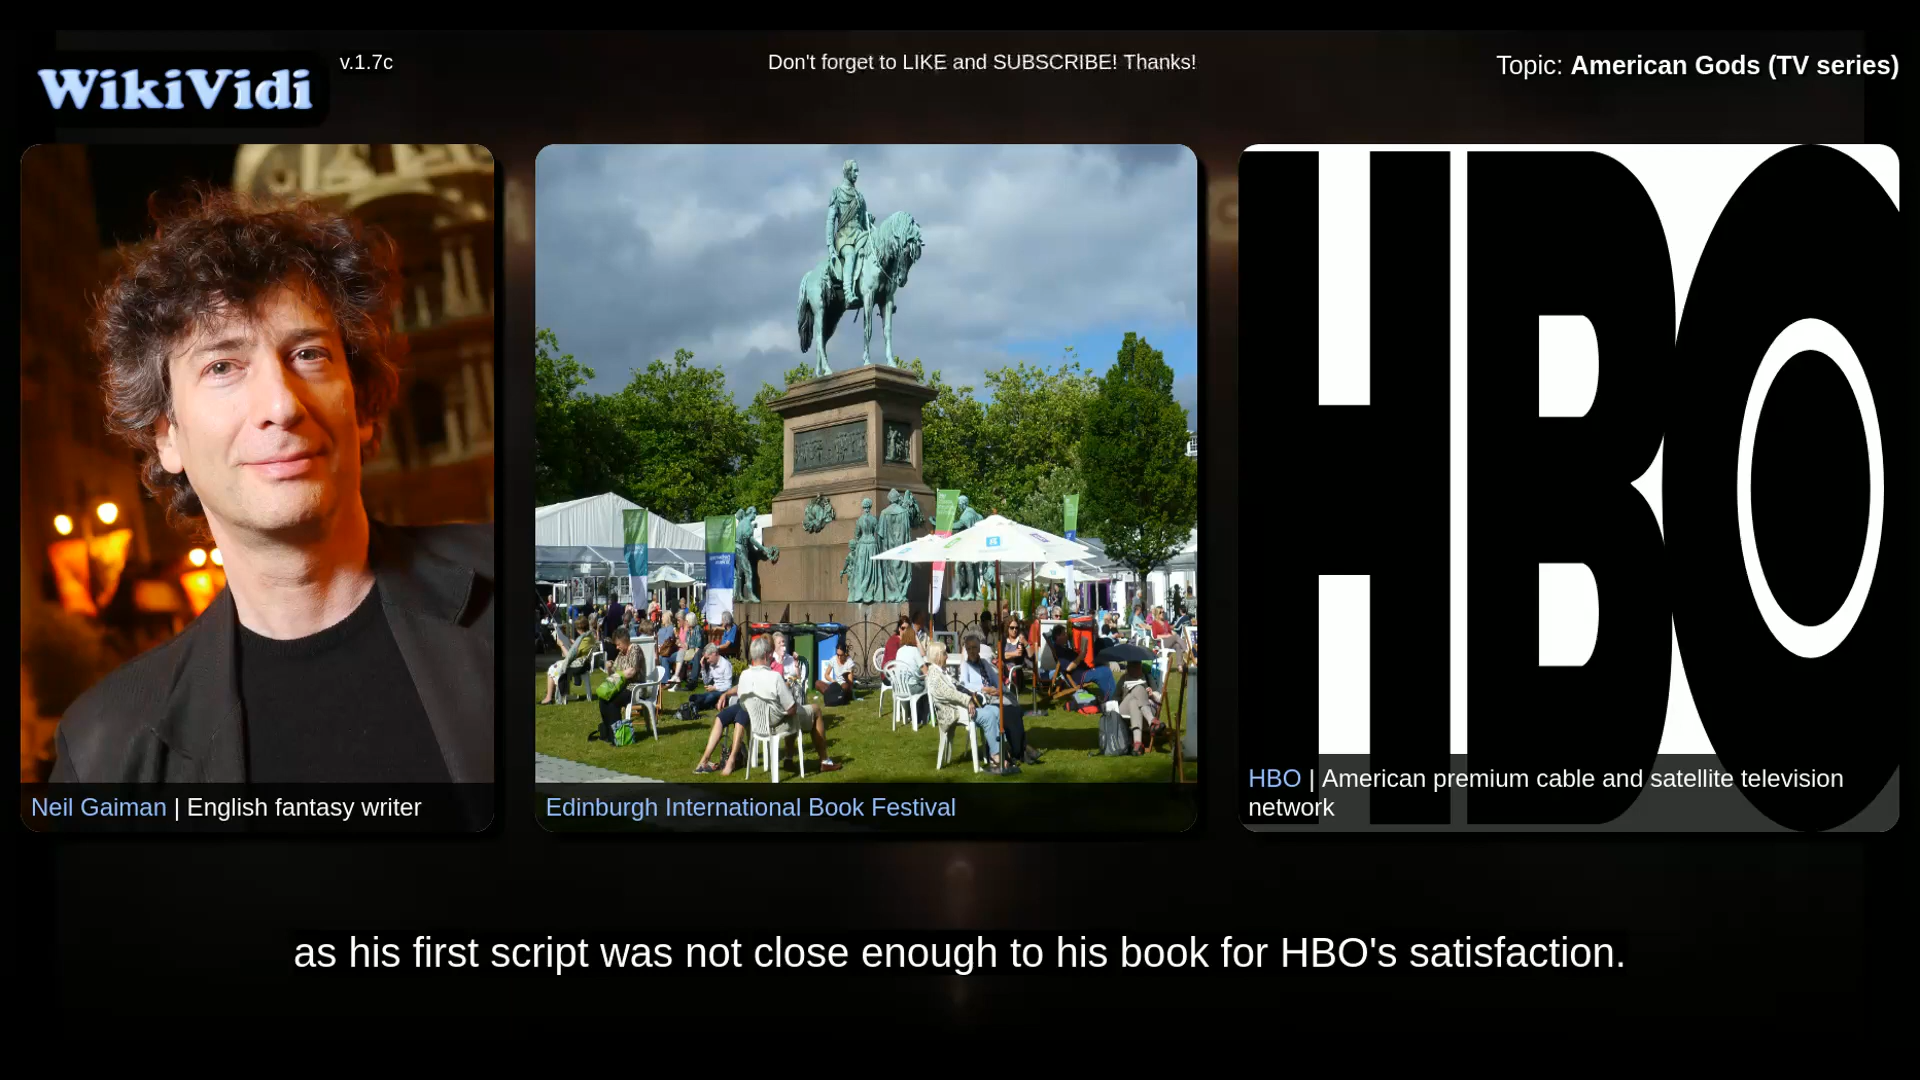 WikiVidi
v.1.7c
Don't forget to LIKE and SUBSCRIBE! Thanks!
Topic: American Gods (TV series)
HBO
Neil Gaiman | English fantasy writer
Edinburgh International Book Festival
HBO | American premium cable and satellite television
network
as his first script was not close enough to his book for HBO's satisfaction.